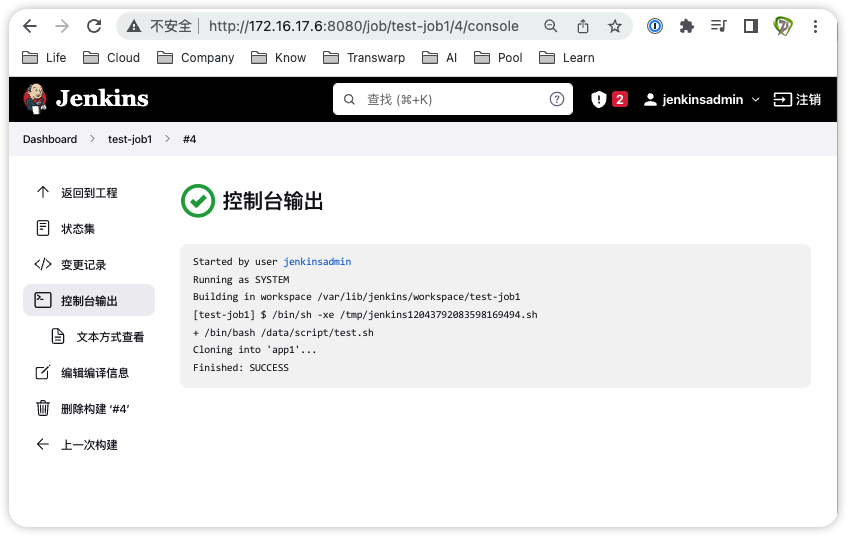 不安全 http://172.16.17.6:8080/job/test-job1/4/console
Life Cloud Company Know Transwarp AI Pool Learn
Jenkins 查找 (⌘+K) 2 jenkinsadmin 注销
Dashboard test-job1 #4
返回到工程
状态集
变更记录
控制台输出
文本方式查看
编辑编译信息
删除构建 ‘#4’
上一次构建
控制台输出
Started by user jenkinsadmin
Running as SYSTEM
Building in workspace /var/lib/jenkins/workspace/test-job1
[test-job1] $ /bin/sh -xe /tmp/jenkins12043792083598169494.sh
+ /bin/bash /data/script/test.sh
Cloning into 'app1'...
Finished: SUCCESS